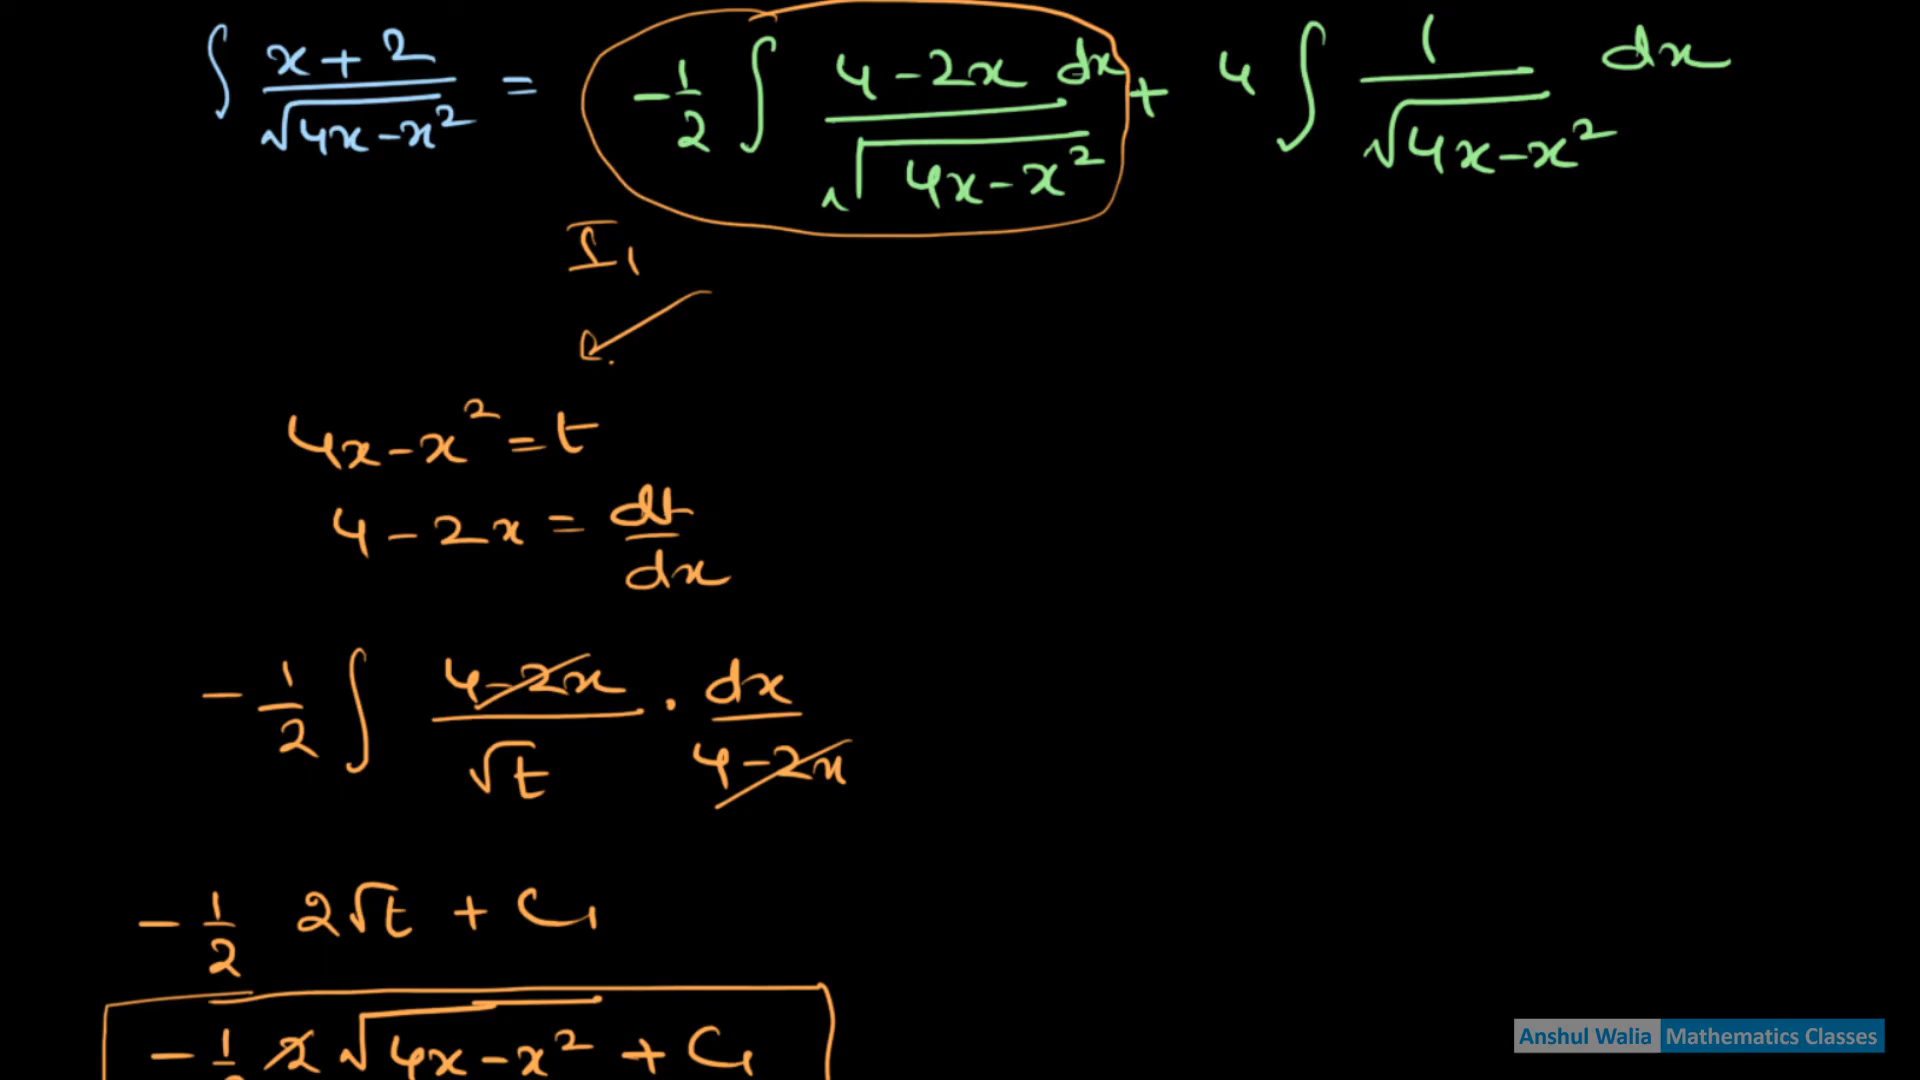 ∫ x+2 / √(4x-x²) = -1/2 ∫ 4-2x dx / √(4x-x²) + 4 ∫ 1 / √(4x-x²) dx
I₁
4x-x² = t
4-2x = dt/dx
-1/2 ∫ 4-2x / √t · dx / 4-2x
-1/2 2√t + C₁
-1/2 2√(4x-x²) + C₁
Anshul Walia Mathematics Classes